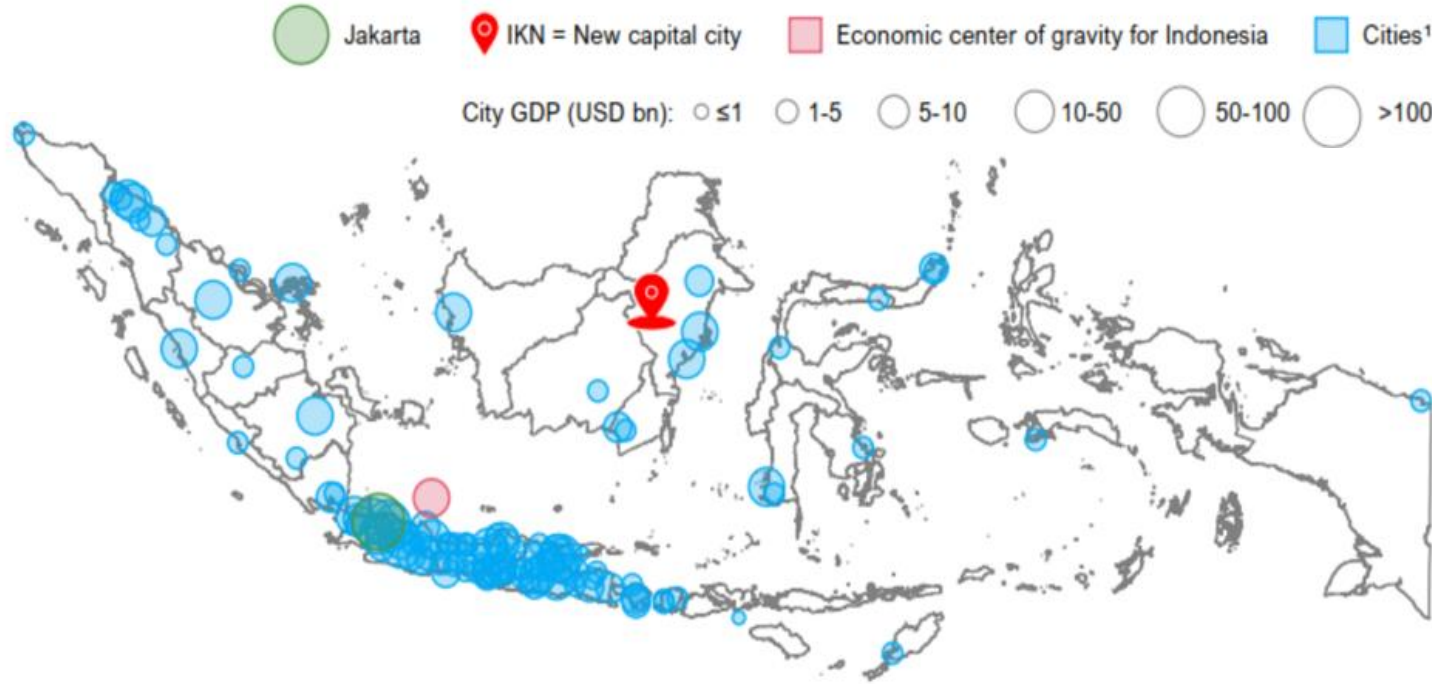 Jakarta IKN = New capital city Economic center of gravity for Indonesia Cities¹
City GDP (USD bn): ≤1 1-5 5-10 10-50 50-100 >100